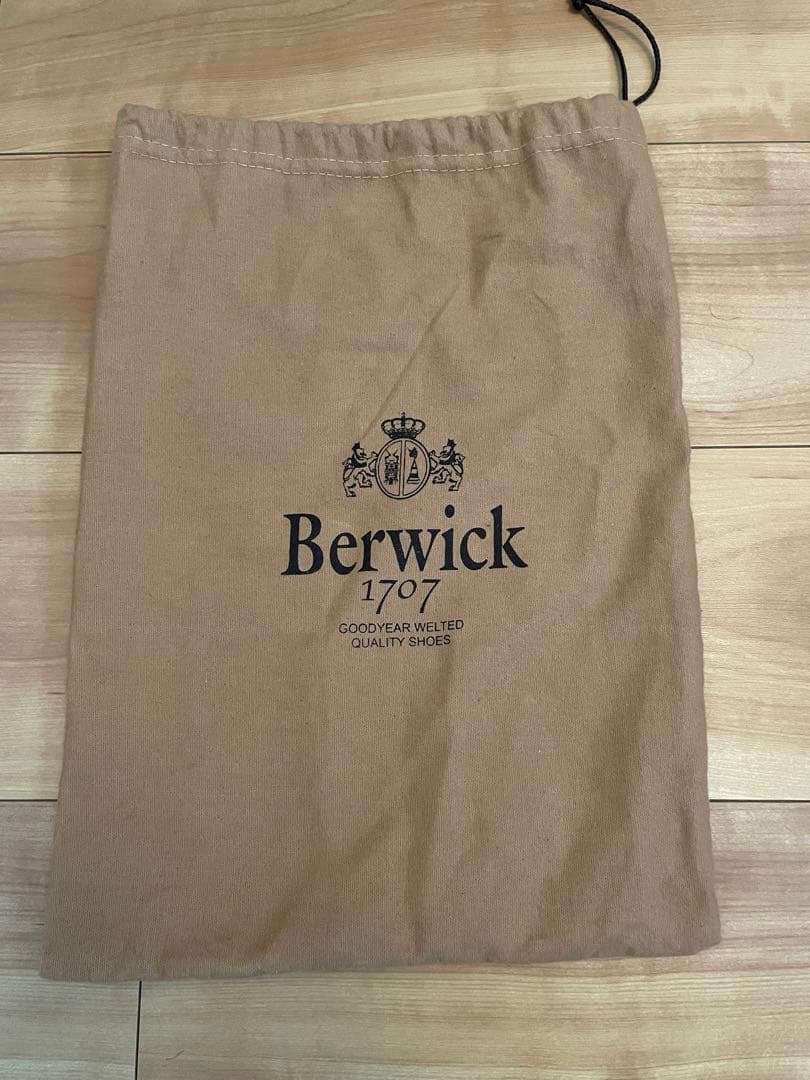 Berwick
1707
GOODYEAR WELTED
QUALITY SHOES